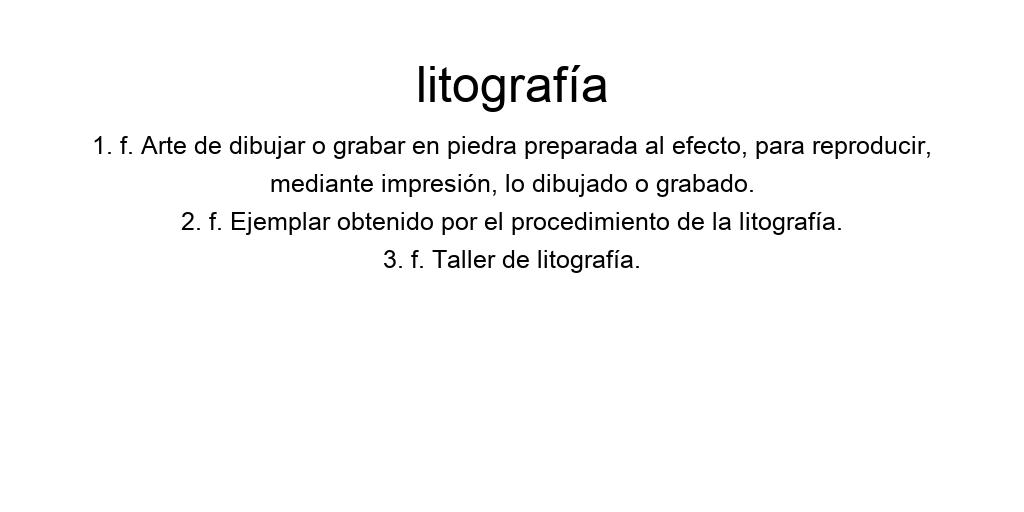 litografía
1. f. Arte de dibujar o grabar en piedra preparada al efecto, para reproducir,
mediante impresión, lo dibujado o grabado.
2. f. Ejemplar obtenido por el procedimiento de la litografía.
3. f. Taller de litografía.